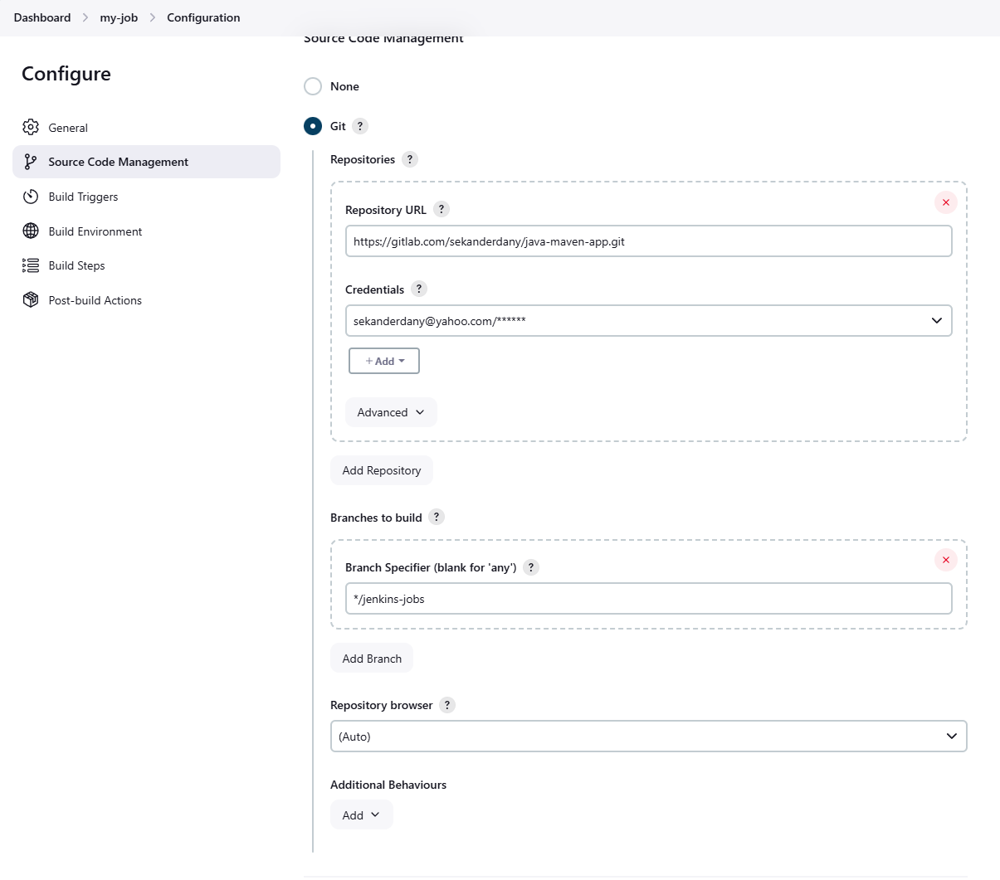 Dashboard > my-job > Configuration
Source Code Management
Configure
General
Source Code Management
Build Triggers
Build Environment
Build Steps
Post-build Actions
None
Git ?
Repositories ?
Repository URL ?
https://gitlab.com/sekanderdany/java-maven-app.git
Credentials ?
sekanderdany@yahoo.com/******
+ Add
Advanced
Add Repository
Branches to build ?
Branch Specifier (blank for 'any') ?
*/jenkins-jobs
Add Branch
Repository browser ?
(Auto)
Additional Behaviours
Add